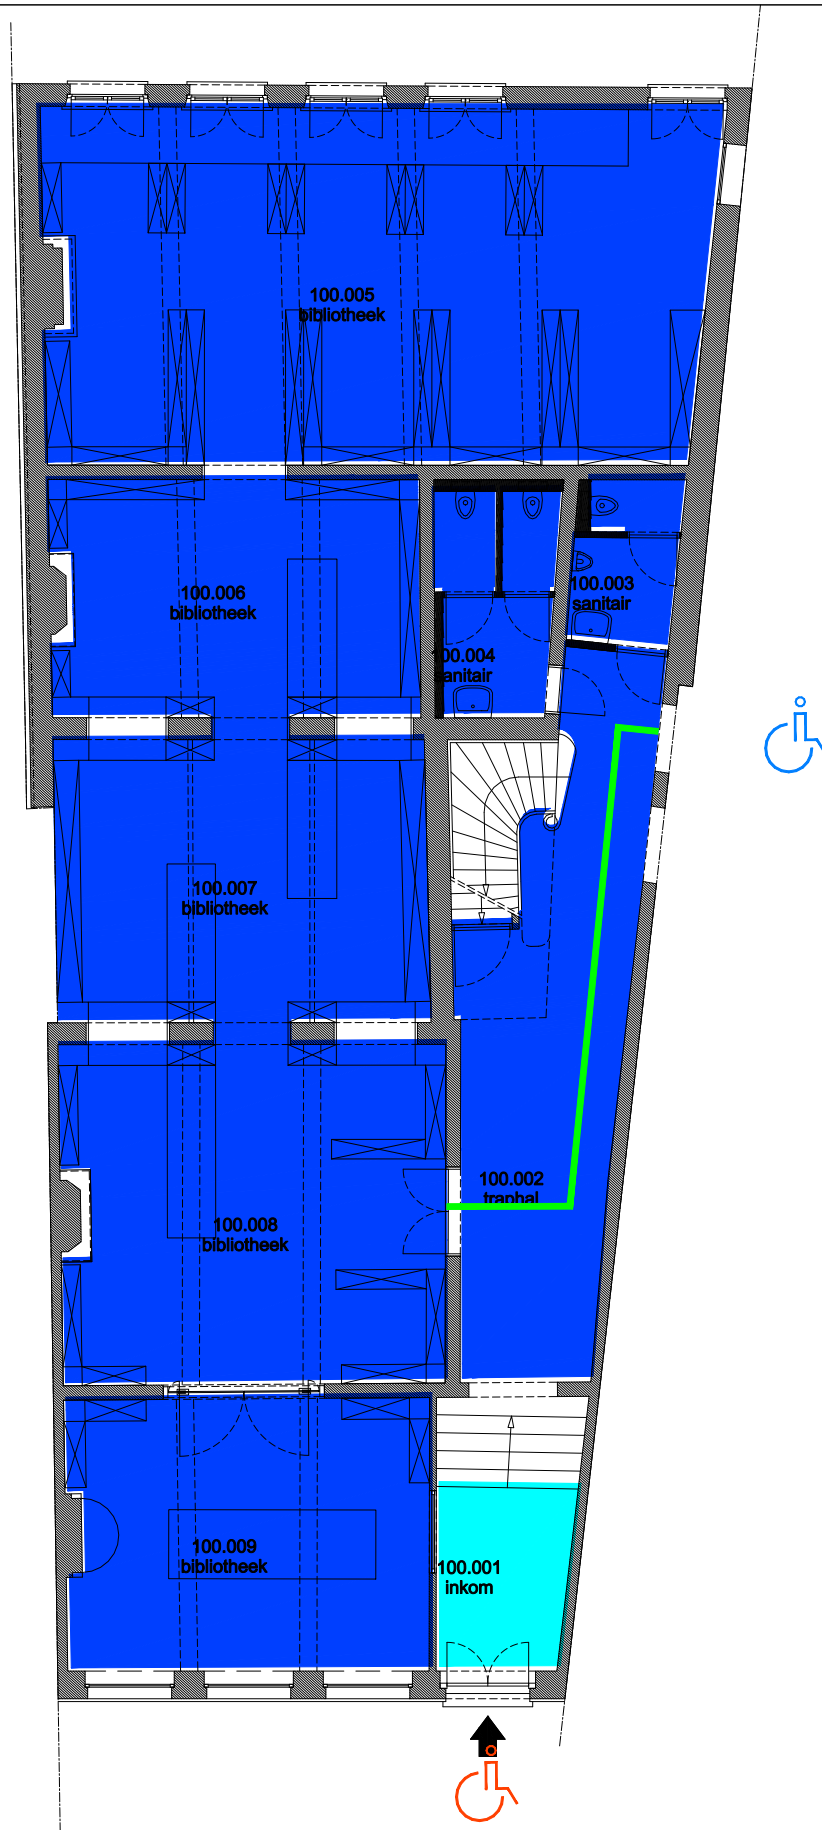 100.005
bibliotheek
100.006
bibliotheek
100.003
sanitair
100.004
sanitair
100.007
bibliotheek
100.002
traphal
100.008
bibliotheek
100.009
bibliotheek
100.001
inkom